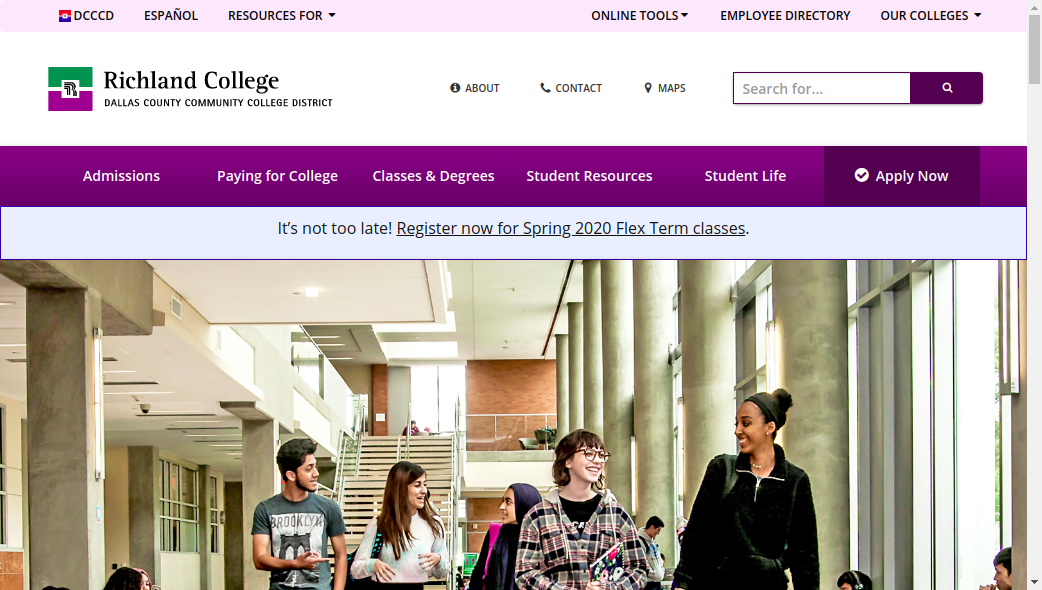 DCCCD ESPAÑOL RESOURCES FOR ONLINE TOOLS EMPLOYEE DIRECTORY OUR COLLEGES
Richland College
DALLAS COUNTY COMMUNITY COLLEGE DISTRICT
ABOUT CONTACT MAPS Search for...
Admissions Paying for College Classes & Degrees Student Resources Student Life Apply Now
It’s not too late! Register now for Spring 2020 Flex Term classes.
BROOKLYN